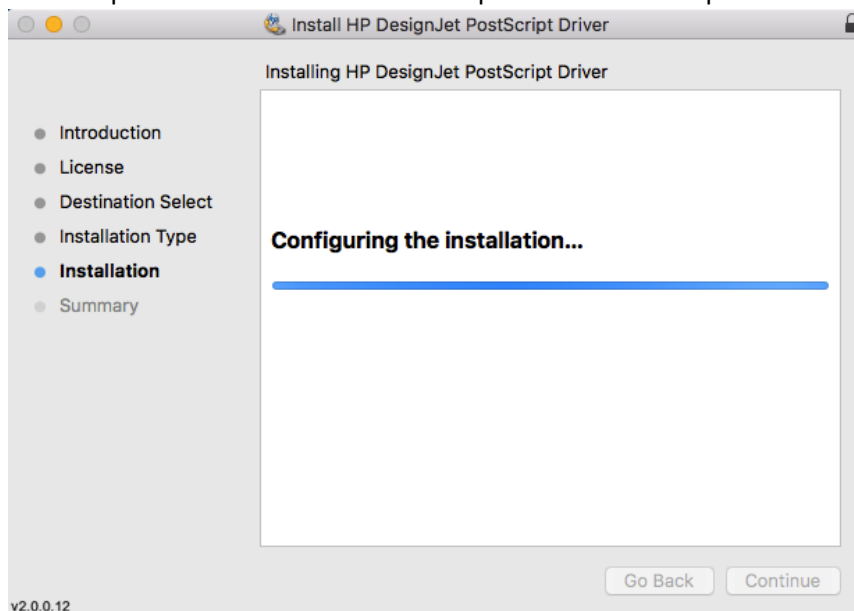 Install HP DesignJet PostScript Driver
Installing HP DesignJet PostScript Driver
Introduction
License
Destination Select
Installation Type
Installation
Summary
Configuring the installation...
Go Back
Continue
v2.0.0.12